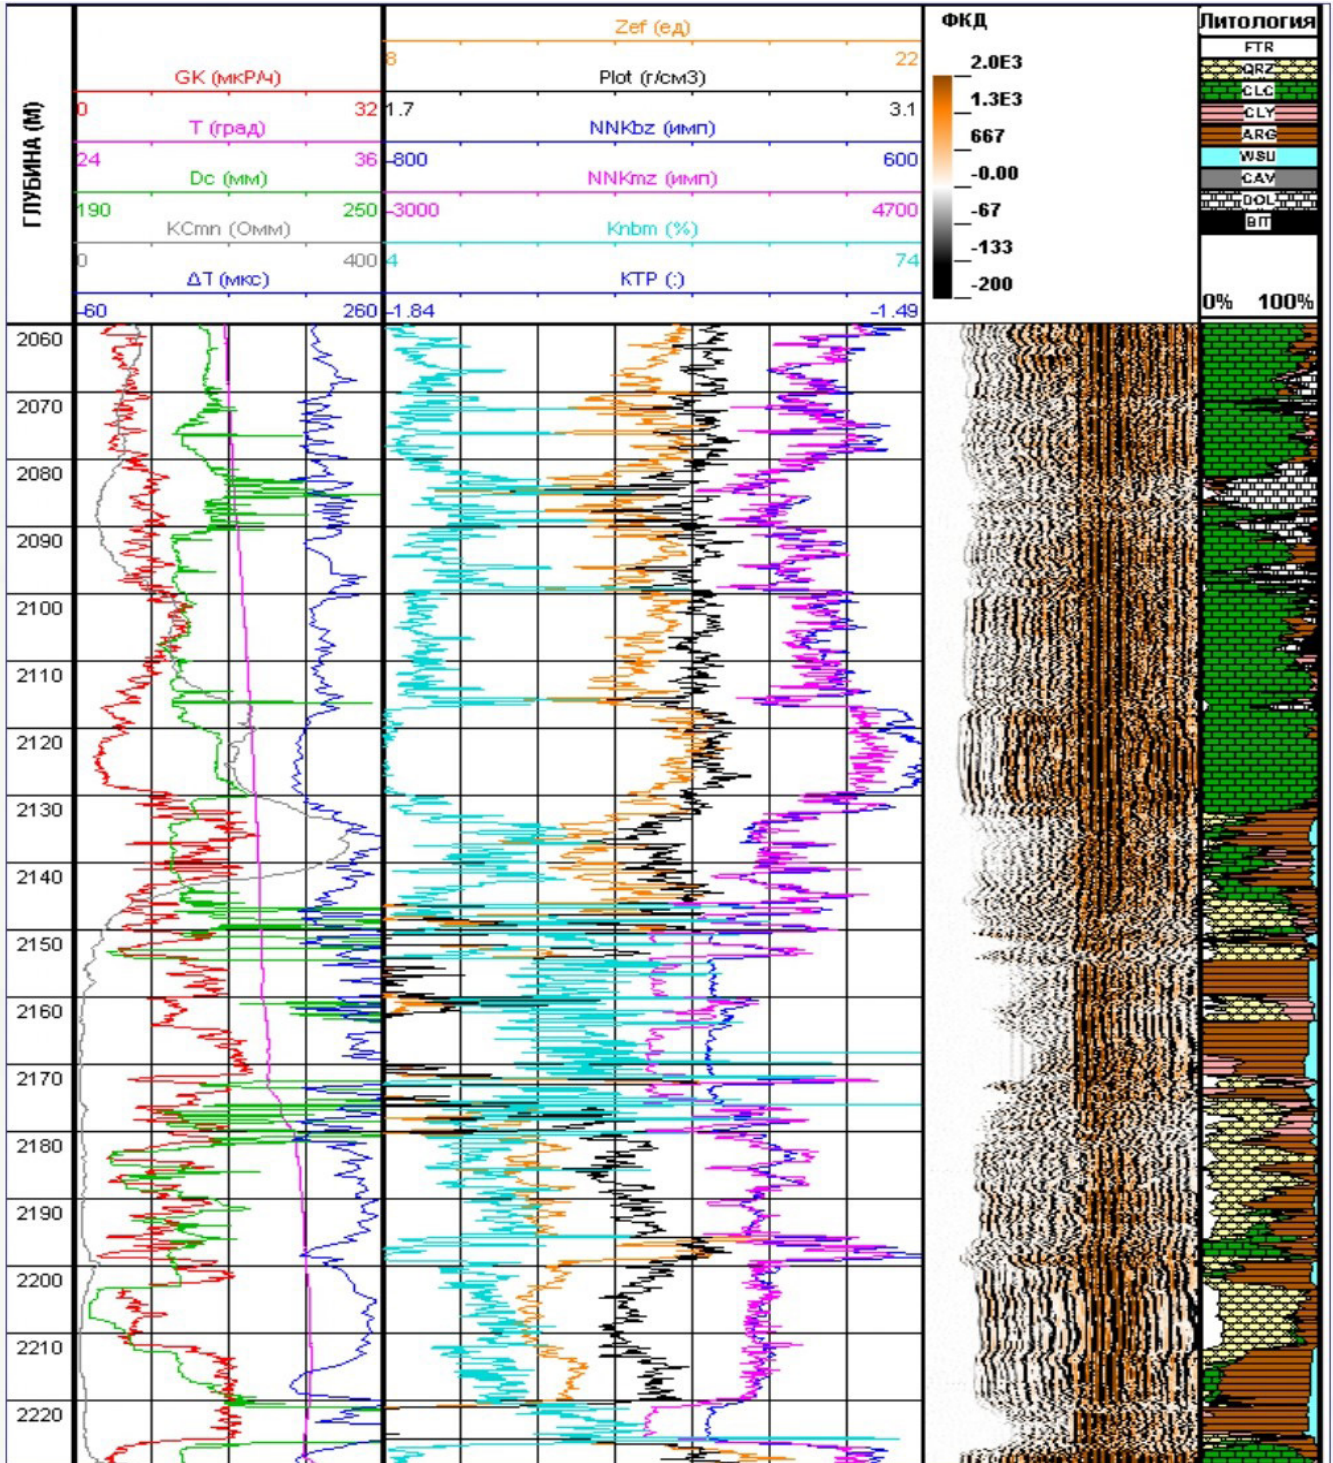 ГЛУБИНА (М)
GK (мкР/ч)
0 32
T (град)
24 36
Dc (мм)
190 250
KCmn (Омм)
0 400
ΔT (мкс)
-60 260
Zef (ед)
8 22
Plot (г/см3)
1.7 3.1
NNKbz (имп)
-800 600
NNKmz (имп)
-3000 4700
Knbm (%)
4 74
KTP (:)
-1.84 -1.49
ФКД
2.0E3
1.3E3
667
-0.00
-67
-133
-200
Литология
FTR
QRZ
CLC
CLY
ARG
WSU
CAV
DOL
BIT
0% 100%
2060
2070
2080
2090
2100
2110
2120
2130
2140
2150
2160
2170
2180
2190
2200
2210
2220